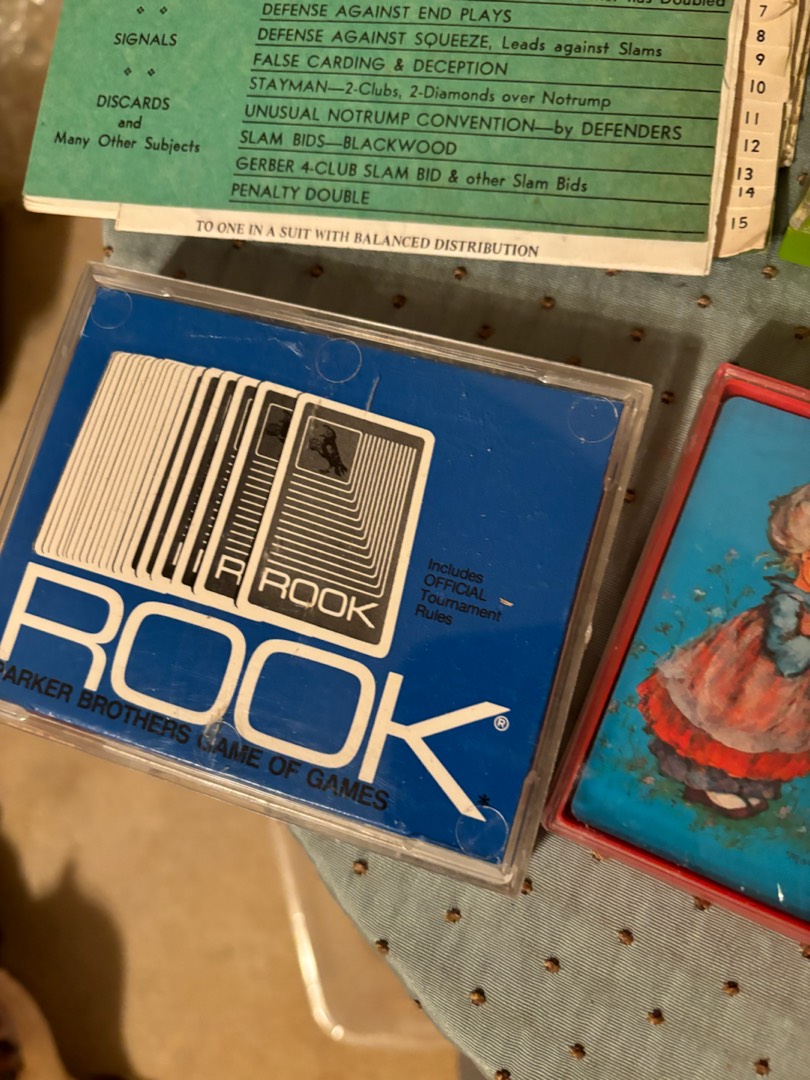 has Doubled
DEFENSE AGAINST END PLAYS
7
SIGNALS
DEFENSE AGAINST SQUEEZE, Leads against Slams
8
FALSE CARDING & DECEPTION
9
STAYMAN—2-Clubs, 2-Diamonds over Notrump
10
DISCARDS
and
Many Other Subjects
UNUSUAL NOTRUMP CONVENTION—by DEFENDERS
11
SLAM BIDS—BLACKWOOD
12
GERBER 4-CLUB SLAM BID & other Slam Bids
13
PENALTY DOUBLE
14
15
TO ONE IN A SUIT WITH BALANCED DISTRIBUTION
R
ROOK
Includes
OFFICIAL
Tournament
Rules
ROOK®
PARKER BROTHERS GAME OF GAMES*